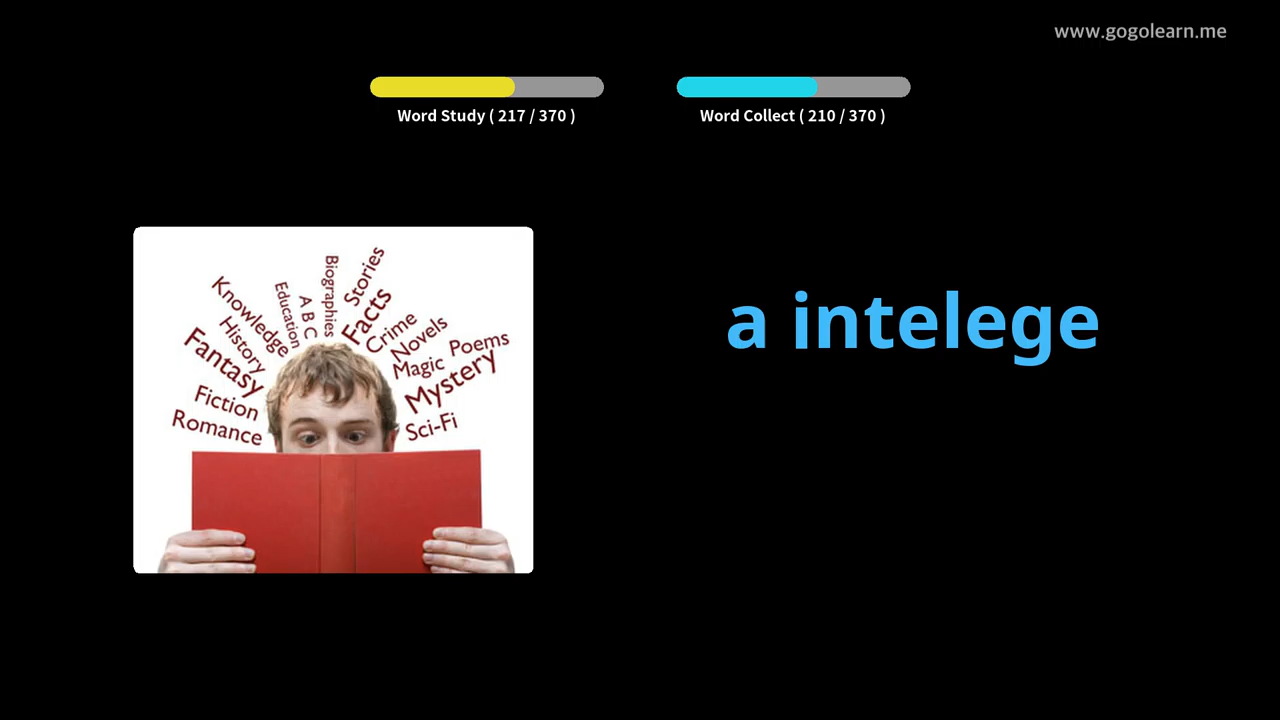 www.gogolearn.me
Word Study ( 217 / 370 )
Word Collect ( 210 / 370 )
a intelege
Knowledge
Education
A B C
Biographies
Stories
Facts
Crime
Novels
Poems
Magic
Mystery
Sci-Fi
History
Fantasy
Fiction
Romance